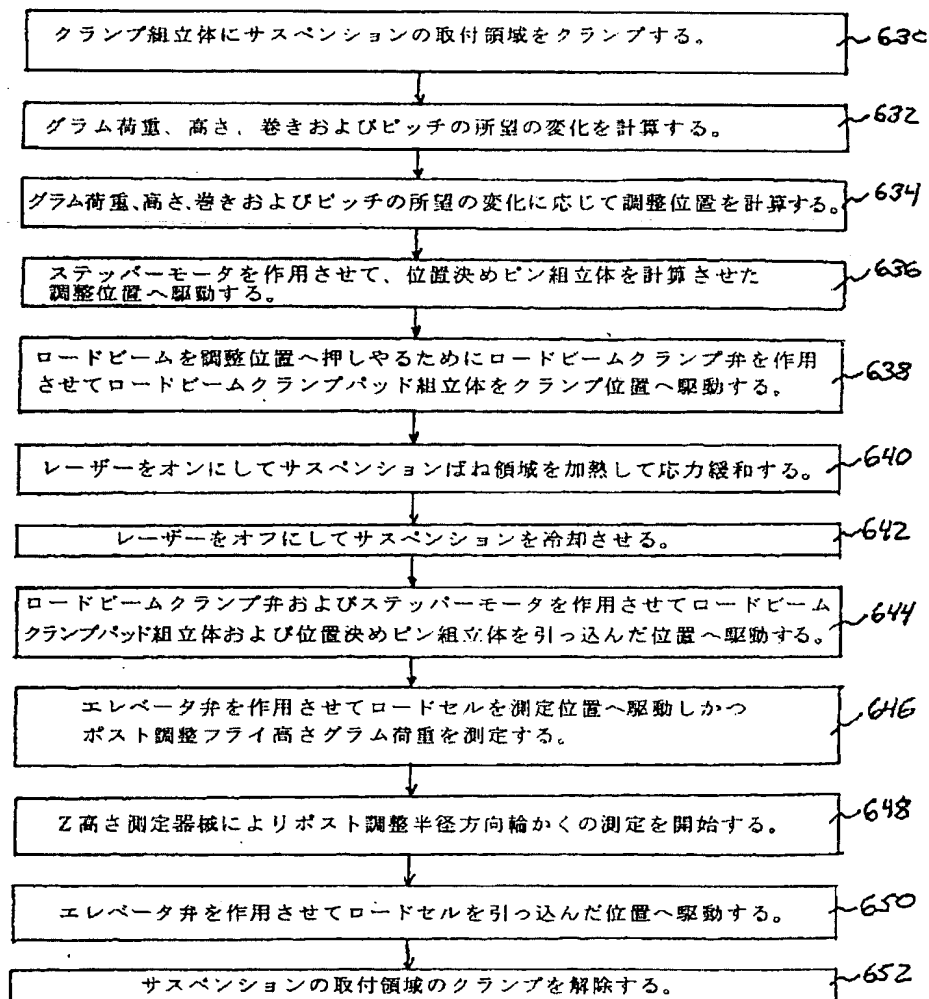 クランプ組立体にサスペンションの取付領域をクランプする。
630
グラム荷重、高さ、巻きおよびピッチの所望の変化を計算する。
632
グラム荷重、高さ、巻きおよびピッチの所望の変化に応じて調整位置を計算する。
634
ステッパーモータを作用させて、位置決めピン組立体を計算させた
調整位置へ駆動する。
636
ロードビームを調整位置へ押しやるためにロードビームクランプ弁を作用
させてロードビームクランプパッド組立体をクランプ位置へ駆動する。
638
レーザーをオンにしてサスペンションばね領域を加熱して応力緩和する。
640
レーザーをオフにしてサスペンションを冷却させる。
642
ロードビームクランプ弁およびステッパーモータを作用させてロードビーム
クランプパッド組立体および位置決めピン組立体を引っ込んだ位置へ駆動する。
644
エレベータ弁を作用させてロードセルを測定位置へ駆動しかつ
ポスト調整フライ高さグラム荷重を測定する。
646
Z高さ測定器械によりポスト調整半径方向輪かくの測定を開始する。
648
エレベータ弁を作用させてロードセルを引っ込んだ位置へ駆動する。
650
サスペンションの取付領域のクランプを解除する。
652